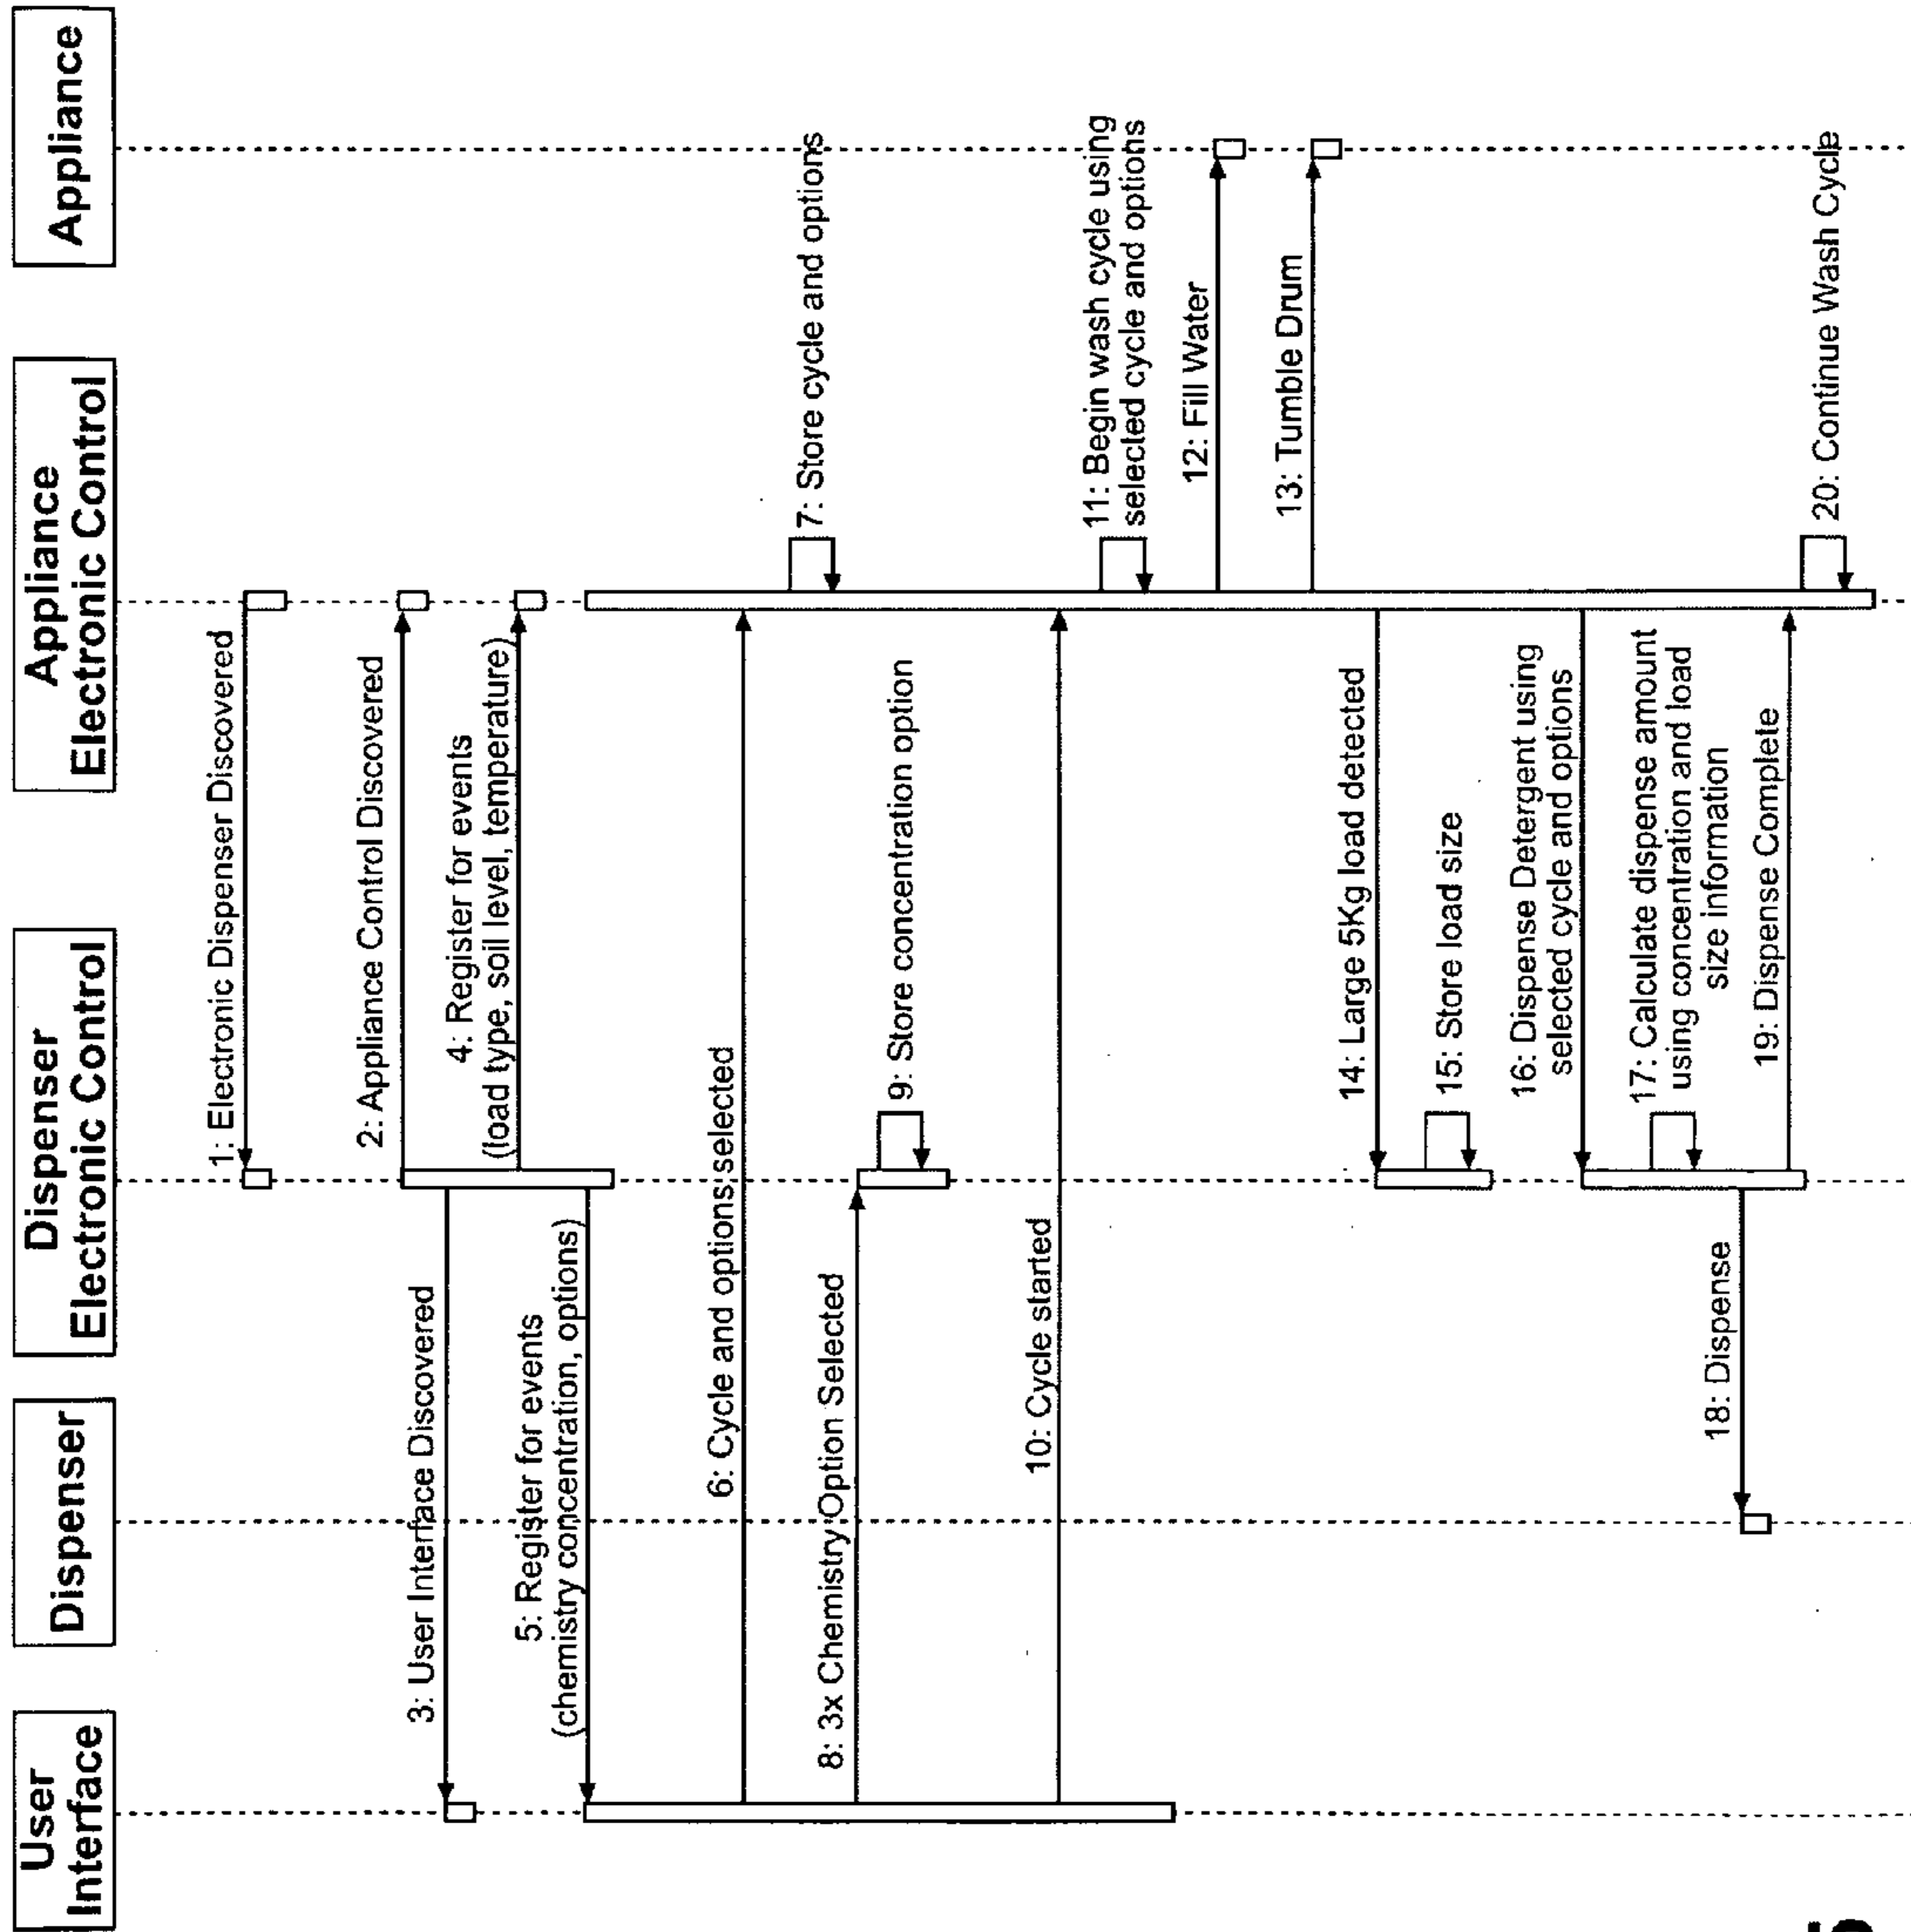 User
Interface
Dispenser
Dispenser
Electronic Control
Appliance
Electronic Control
Appliance
1: Electronic Dispenser Discovered
2: Appliance Control Discovered
3: User Interface Discovered
4: Register for events
(load type, soil level, temperature)
5: Register for events
(chemistry concentration, options)
6: Cycle and options selected
7: Store cycle and options
8: 3x Chemistry Option Selected
9: Store concentration option
10: Cycle started
11: Begin wash cycle using
selected cycle and options
12: Fill Water
13: Tumble Drum
14: Large 5Kg load detected
15: Store load size
16: Dispense Detergent using
selected cycle and options
17: Calculate dispense amount
using concentration and load
size information
18: Dispense
19: Dispense Complete
20: Continue Wash Cycle